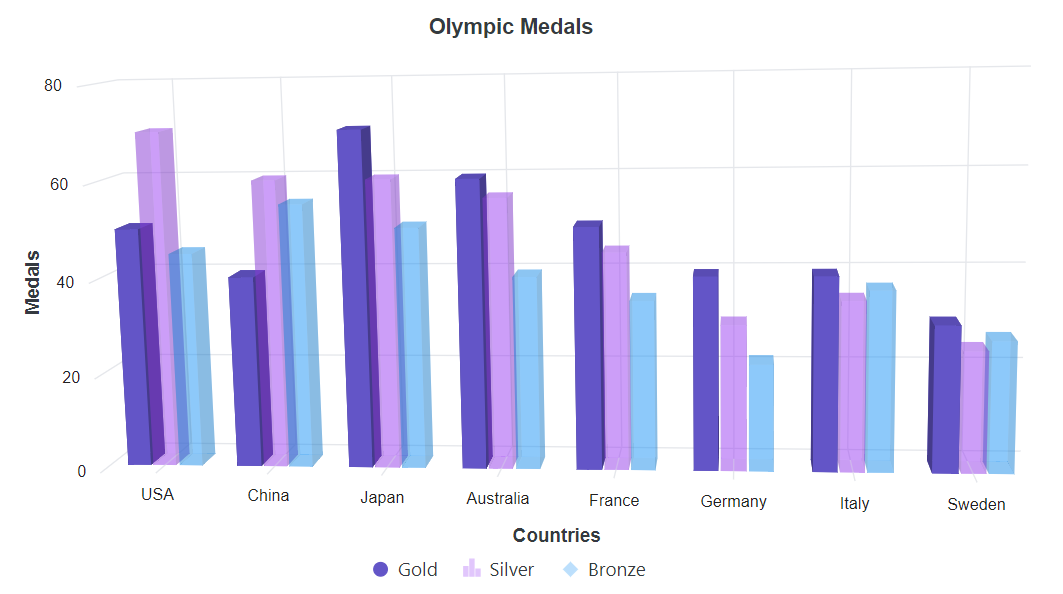 Olympic Medals
80
60
40
20
0
Medals
USA China Japan Australia France Germany Italy Sweden
Countries
Gold Silver Bronze